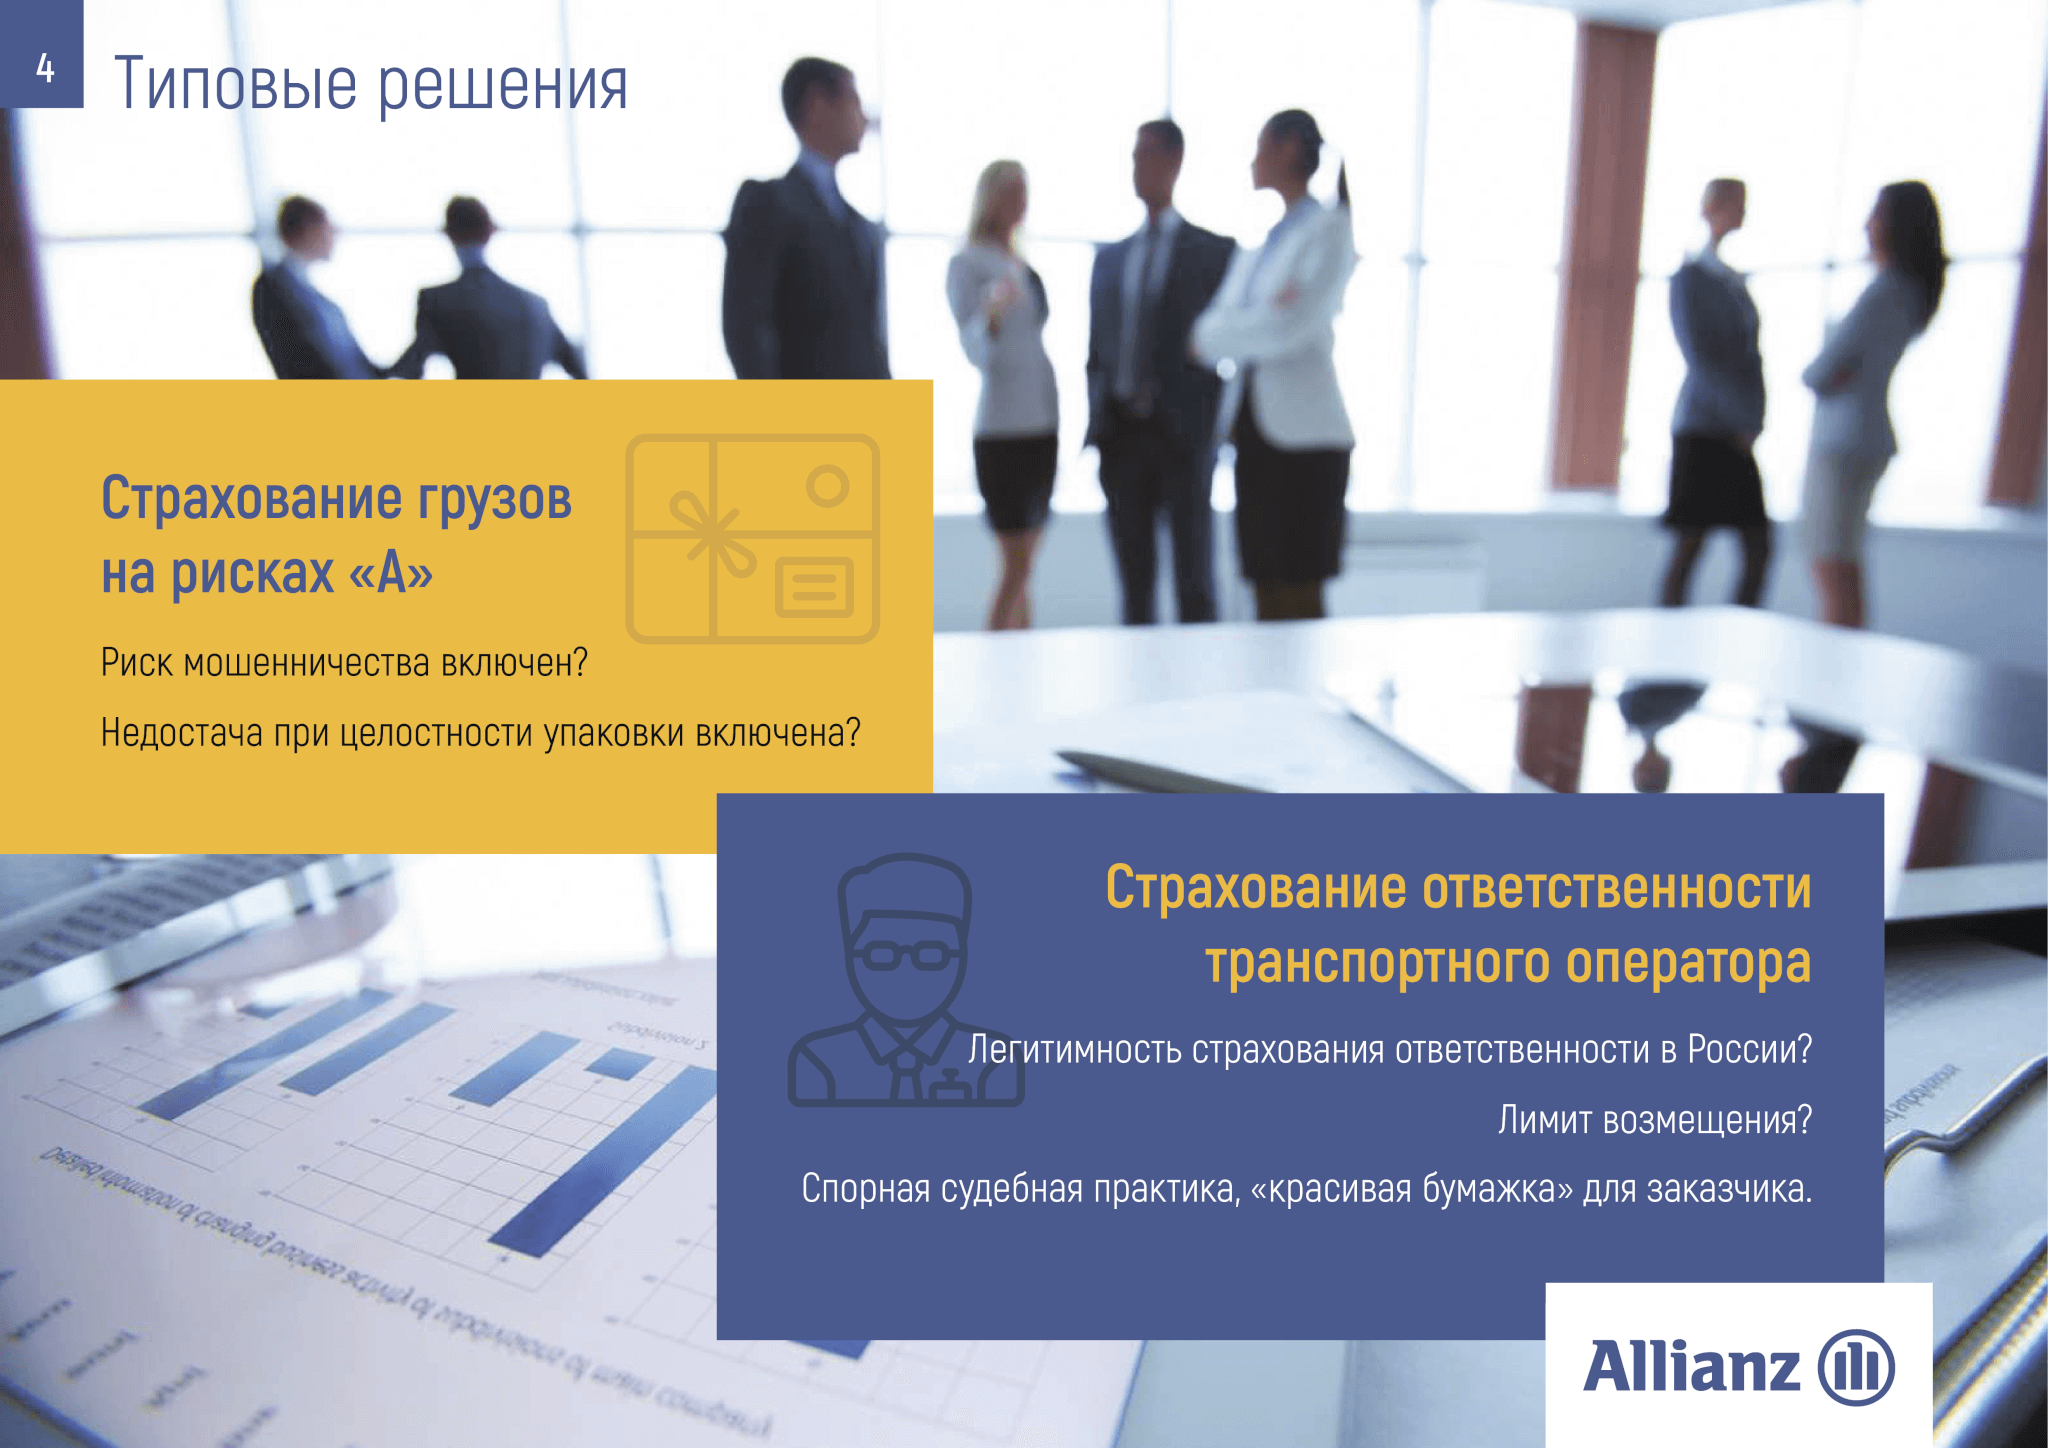 4
Типовые решения
Страхование грузов
на рисках «А»
Риск мошенничества включен?
Недостача при целостности упаковки включена?
Страхование ответственности
транспортного оператора
Легитимность страхования ответственности в России?
Лимит возмещения?
Спорная судебная практика, «красивая бумажка» для заказчика.
Allianz